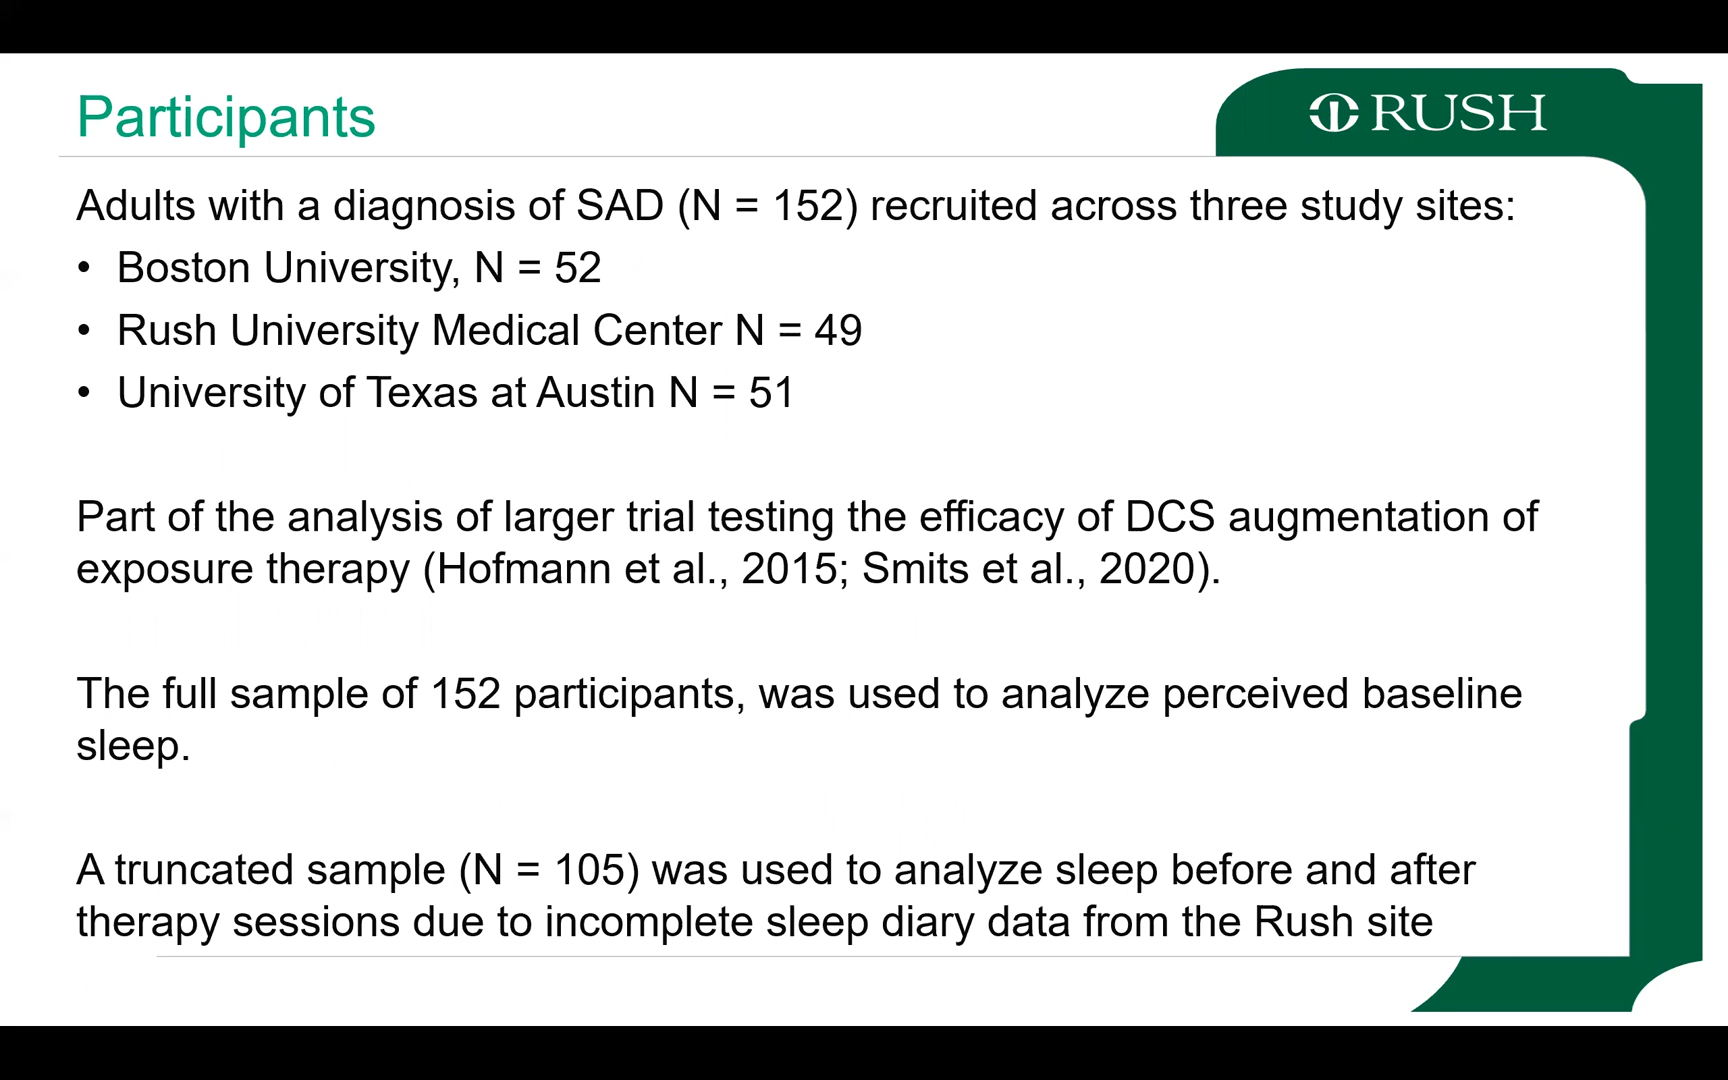 Participants
RUSH
Adults with a diagnosis of SAD (N = 152) recruited across three study sites:
• Boston University, N = 52
• Rush University Medical Center N = 49
• University of Texas at Austin N = 51
Part of the analysis of larger trial testing the efficacy of DCS augmentation of
exposure therapy (Hofmann et al., 2015; Smits et al., 2020).
The full sample of 152 participants, was used to analyze perceived baseline
sleep.
A truncated sample (N = 105) was used to analyze sleep before and after
therapy sessions due to incomplete sleep diary data from the Rush site